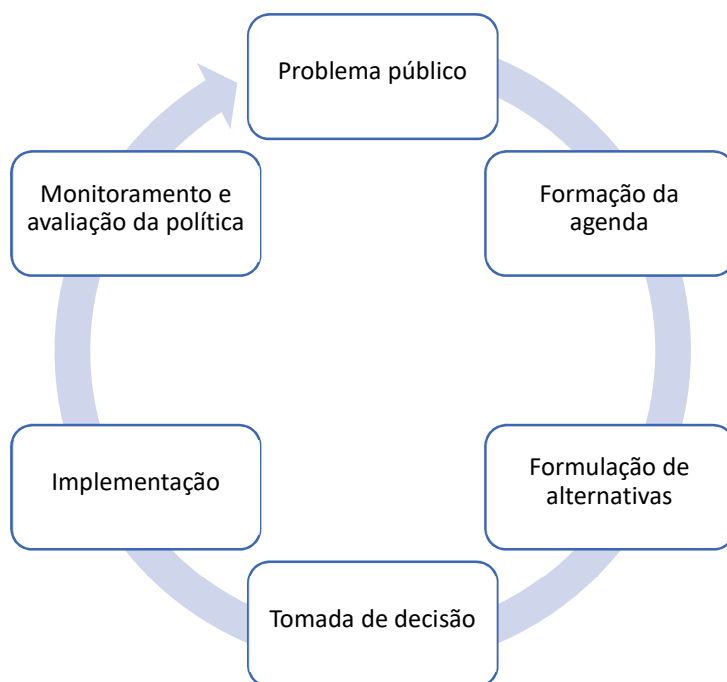 Problema público
Formação da
agenda
Formulação de
alternativas
Tomada de decisão
Implementação
Monitoramento e
avaliação da política